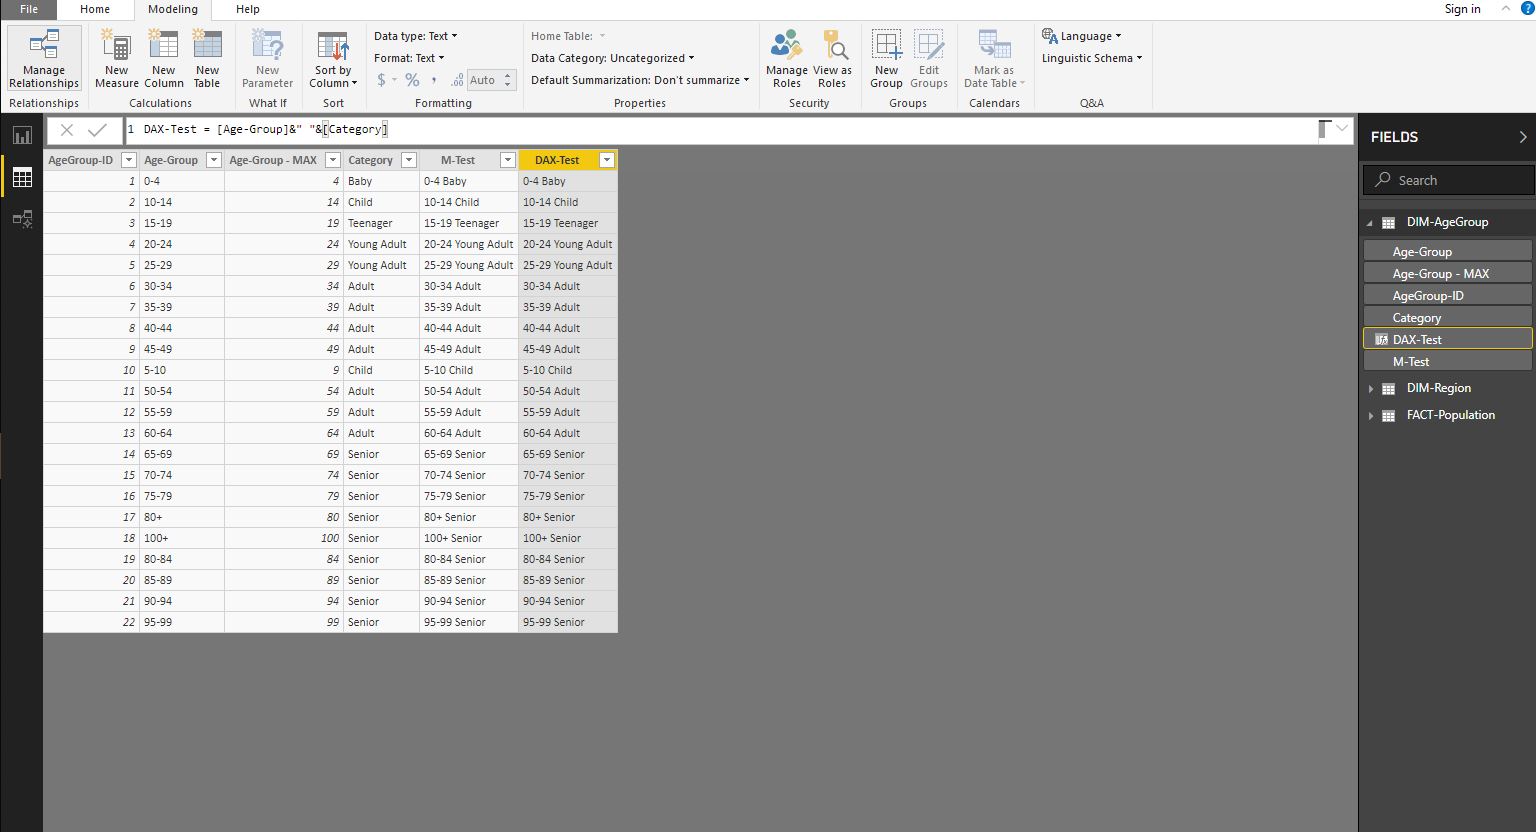 File Home Modeling Help Sign in ?
Manage Relationships
New Measure
New Column
New Table
New Parameter
Sort by Column
Data type: Text
Format: Text
$ % , .00 Auto
Home Table:
Data Category: Uncategorized
Default Summarization: Don't summarize
Manage Roles
View as Roles
New Group
Edit Groups
Mark as Date Table
Language
Linguistic Schema
Relationships Calculations What If Sort Formatting Properties Security Groups Calendars Q&A
1 DAX-Test = [Age-Group]&" "&[Category]
AgeGroup-ID Age-Group Age-Group - MAX Category M-Test DAX-Test
1 0-4 4 Baby 0-4 Baby 0-4 Baby
2 10-14 14 Child 10-14 Child 10-14 Child
3 15-19 19 Teenager 15-19 Teenager 15-19 Teenager
4 20-24 24 Young Adult 20-24 Young Adult 20-24 Young Adult
5 25-29 29 Young Adult 25-29 Young Adult 25-29 Young Adult
6 30-34 34 Adult 30-34 Adult 30-34 Adult
7 35-39 39 Adult 35-39 Adult 35-39 Adult
8 40-44 44 Adult 40-44 Adult 40-44 Adult
9 45-49 49 Adult 45-49 Adult 45-49 Adult
10 5-10 9 Child 5-10 Child 5-10 Child
11 50-54 54 Adult 50-54 Adult 50-54 Adult
12 55-59 59 Adult 55-59 Adult 55-59 Adult
13 60-64 64 Adult 60-64 Adult 60-64 Adult
14 65-69 69 Senior 65-69 Senior 65-69 Senior
15 70-74 74 Senior 70-74 Senior 70-74 Senior
16 75-79 79 Senior 75-79 Senior 75-79 Senior
17 80+ 80 Senior 80+ Senior 80+ Senior
18 100+ 100 Senior 100+ Senior 100+ Senior
19 80-84 84 Senior 80-84 Senior 80-84 Senior
20 85-89 89 Senior 85-89 Senior 85-89 Senior
21 90-94 94 Senior 90-94 Senior 90-94 Senior
22 95-99 99 Senior 95-99 Senior 95-99 Senior
FIELDS
Search
DIM-AgeGroup
Age-Group
Age-Group - MAX
AgeGroup-ID
Category
DAX-Test
M-Test
DIM-Region
FACT-Population